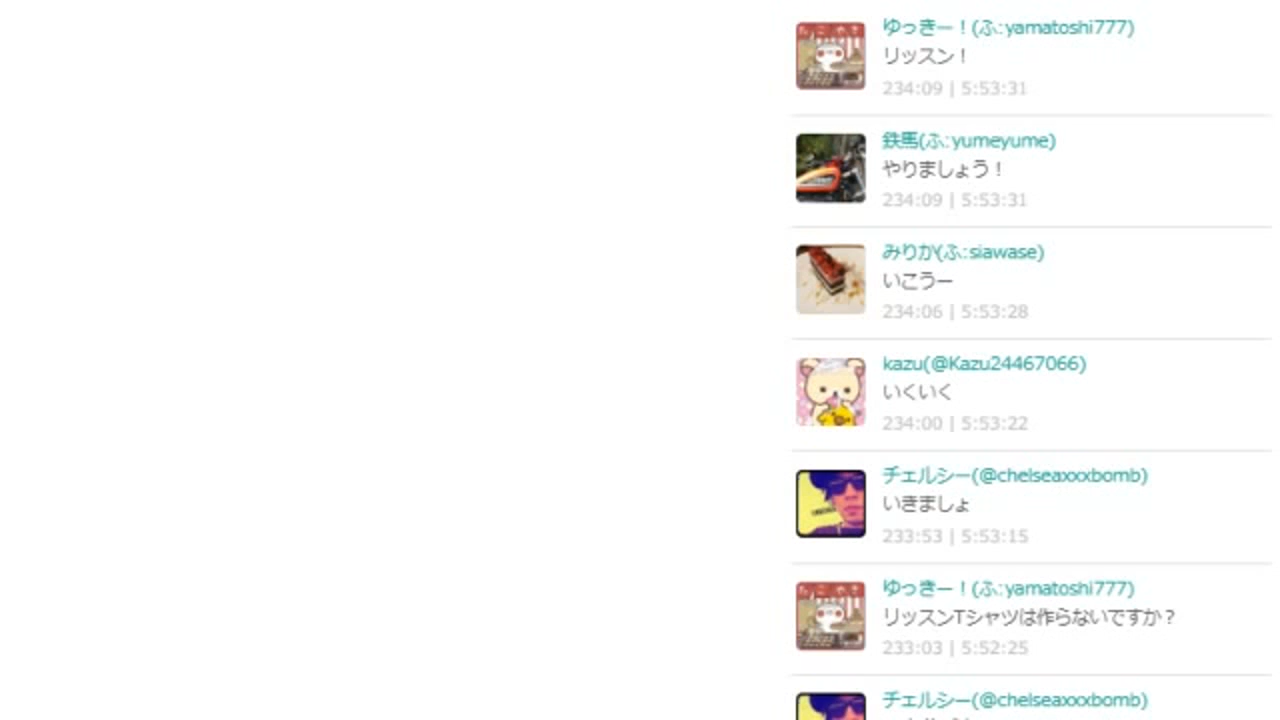 ゆっきー！(ふ:yamatoshi777)
リッスン！
234:09 | 5:53:31
鉄馬(ふ:yumeyume)
やりましょう！
234:09 | 5:53:31
みりか(ふ:siawase)
いこうー
234:06 | 5:53:28
kazu(@Kazu24467066)
いくいく
234:00 | 5:53:22
チェルシー(@chelseaxxxbomb)
いきましょ
233:53 | 5:53:15
ゆっきー！(ふ:yamatoshi777)
リッスンTシャツは作らないですか？
233:03 | 5:52:25
チェルシー(@chelseaxxxbomb)